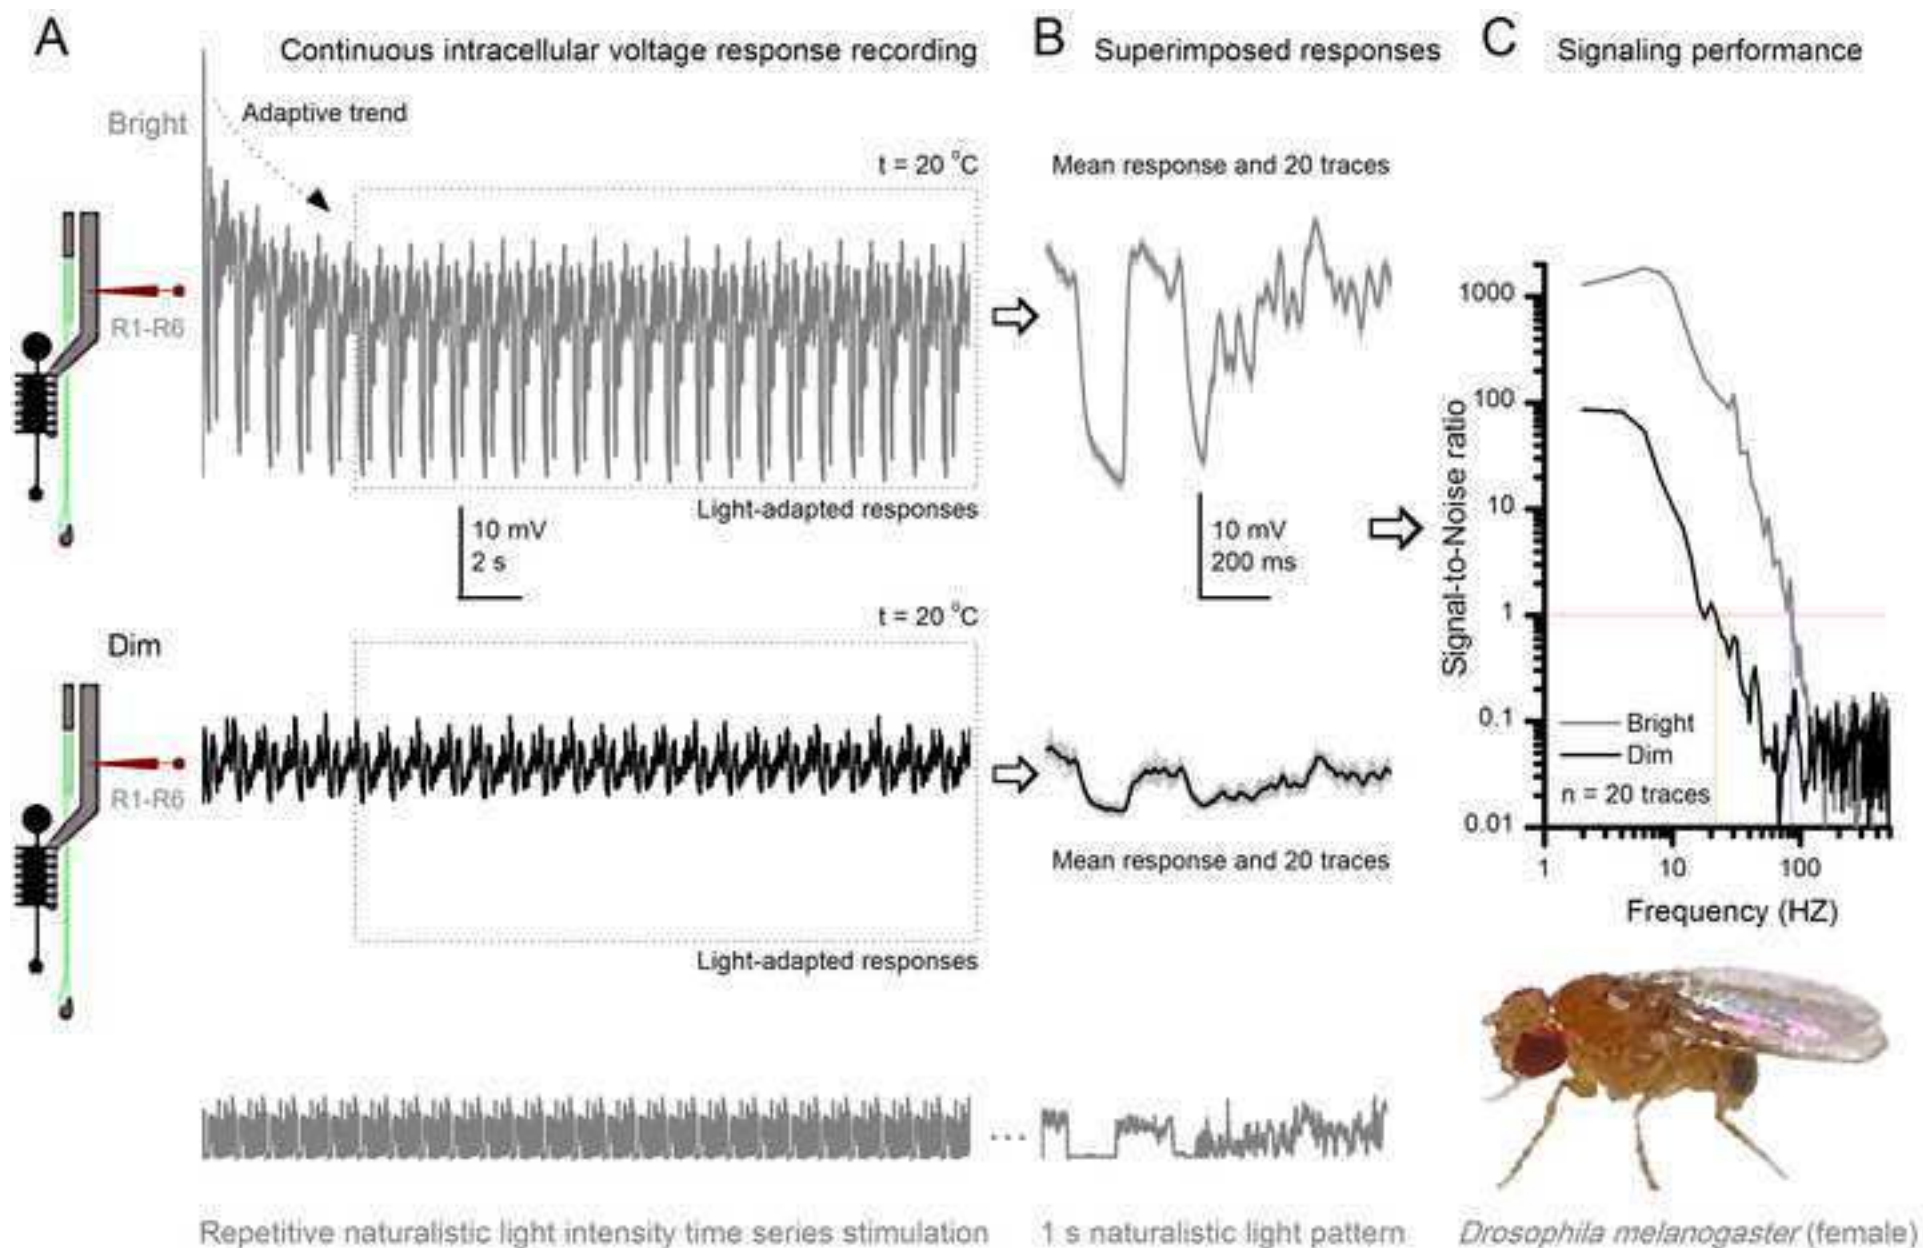 A
Continuous intracellular voltage response recording
Bright
Adaptive trend
t = 20 °C
R1-R6
Light-adapted responses
10 mV
2 s
Dim
t = 20 °C
R1-R6
Light-adapted responses
Repetitive naturalistic light intensity time series stimulation
B
Superimposed responses
Mean response and 20 traces
10 mV
200 ms
Mean response and 20 traces
...
1 s naturalistic light pattern
C
Signaling performance
Signal-to-Noise ratio
1000
100
10
1
0.1
0.01
Bright
Dim
n = 20 traces
1
10
100
Frequency (HZ)
Drosophila melanogaster (female)